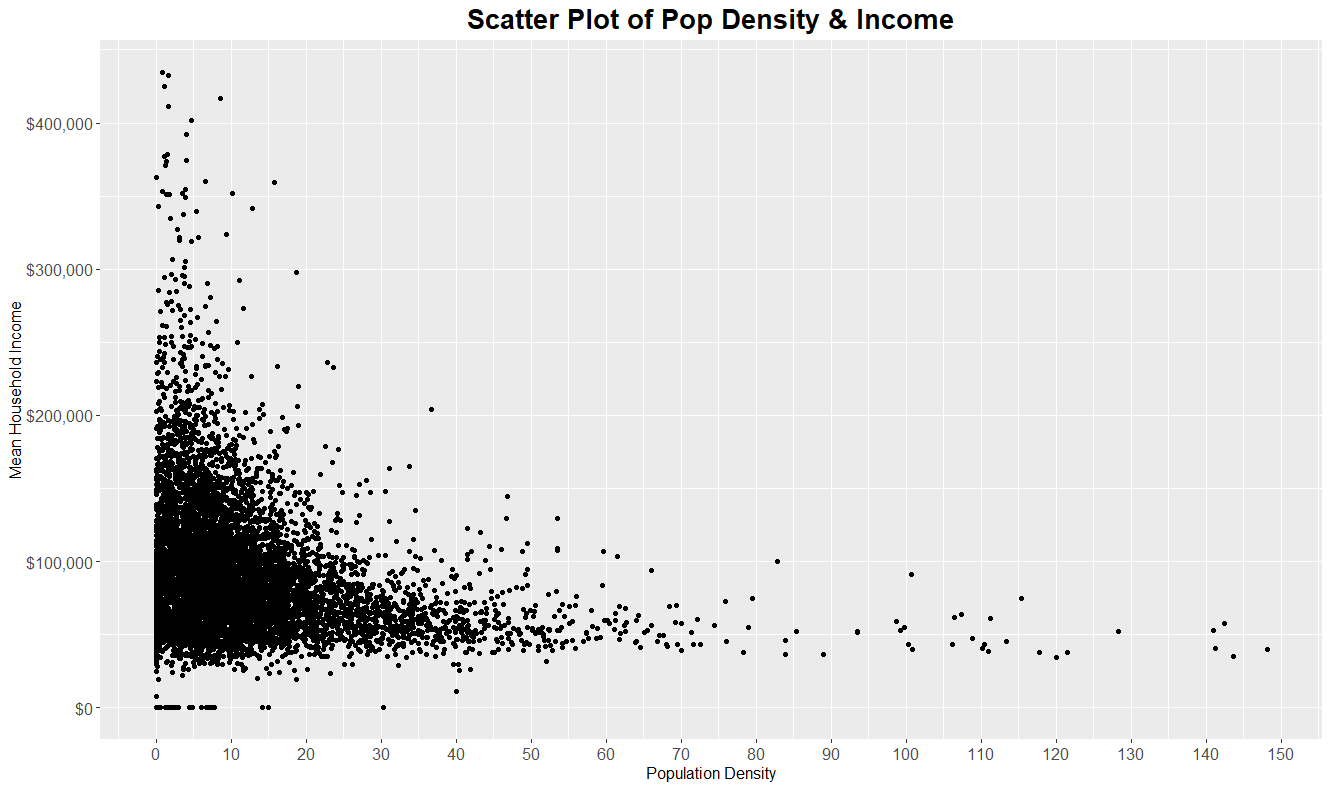 Scatter Plot of Pop Density & Income
Mean Household Income
$400,000
$300,000
$200,000
$100,000
$0
0 10 20 30 40 50 60 70 80 90 100 110 120 130 140 150
Population Density